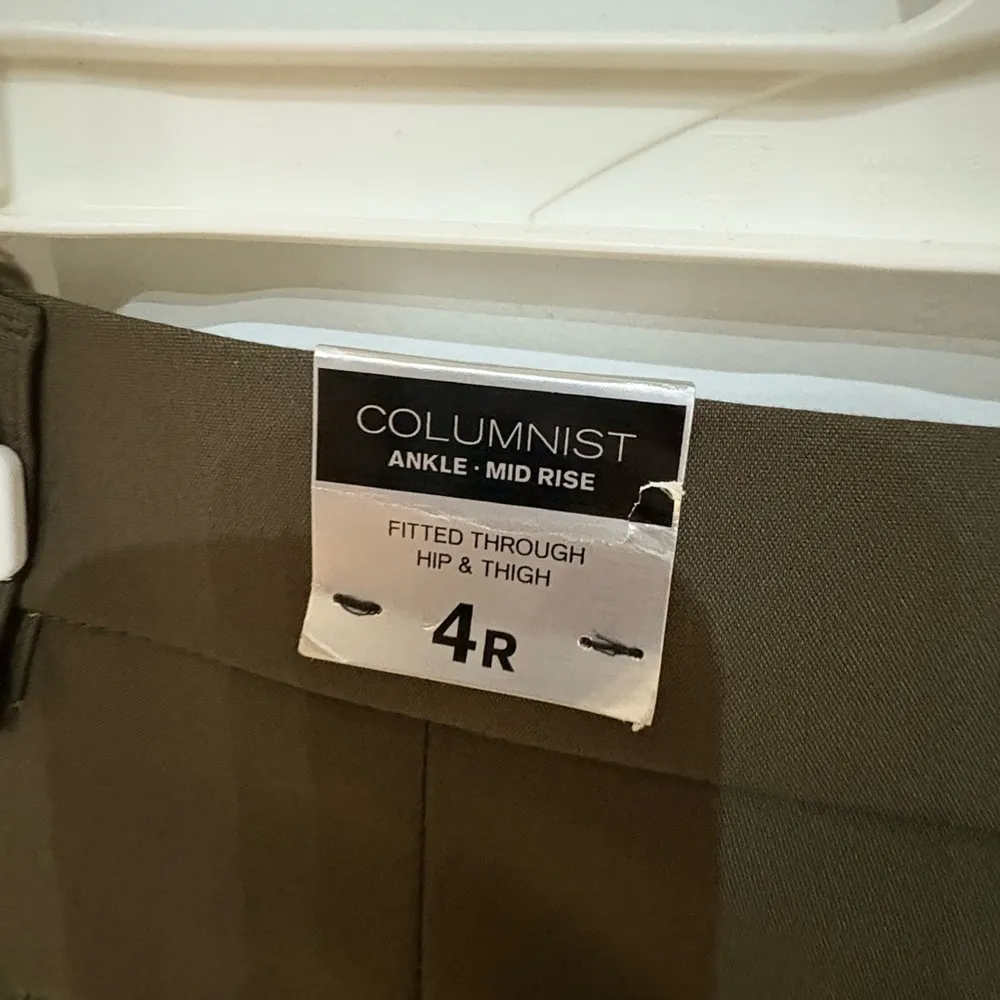 COLUMNIST
ANKLE · MID RISE
FITTED THROUGH
HIP & THIGH
4R